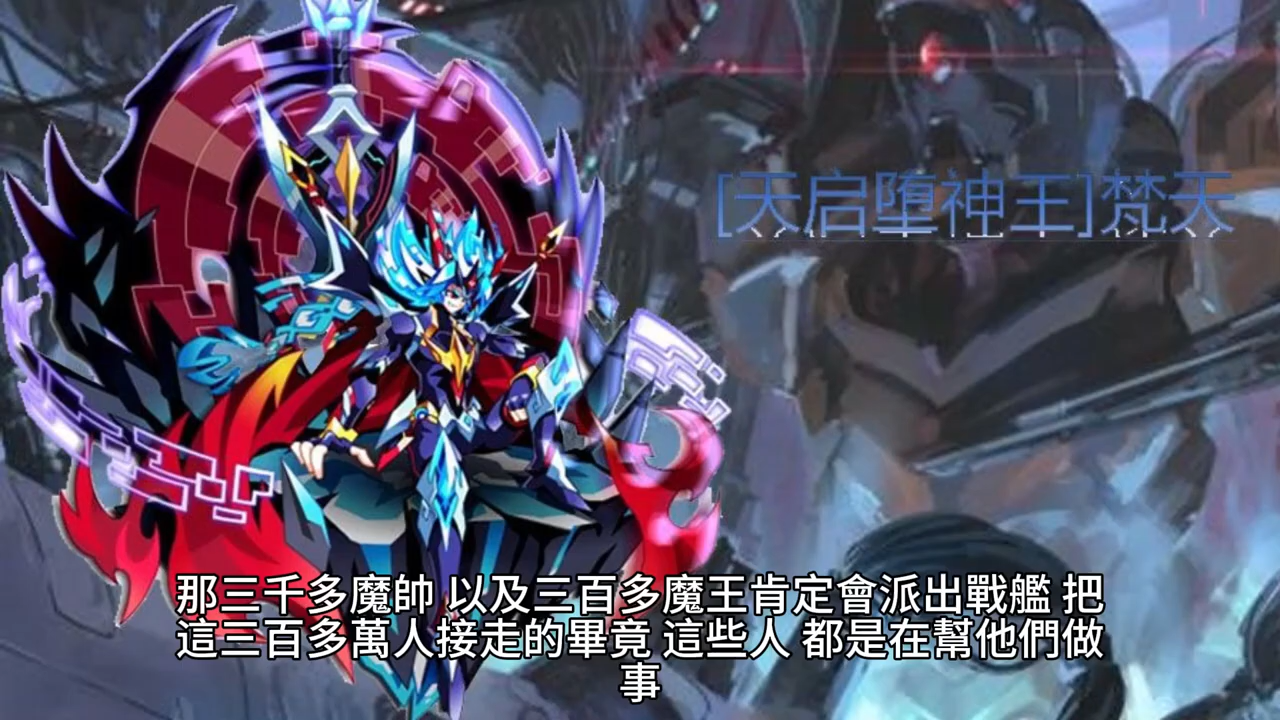 [天启堕神王]梵天
那三千多魔帥 以及三百多魔王肯定會派出戰艦 把
這三百多萬人接走的畢竟 這些人 都是在幫他們做
事